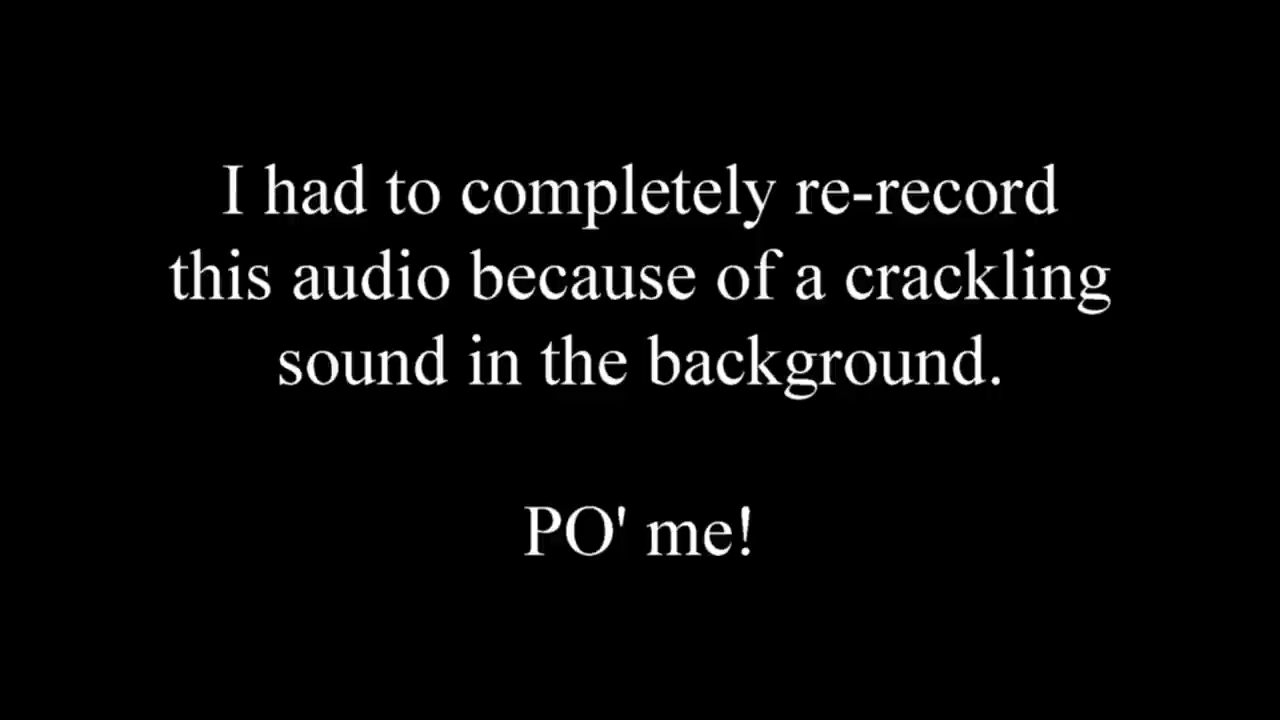 I had to completely re-record
this audio because of a crackling
sound in the background.
PO' me!